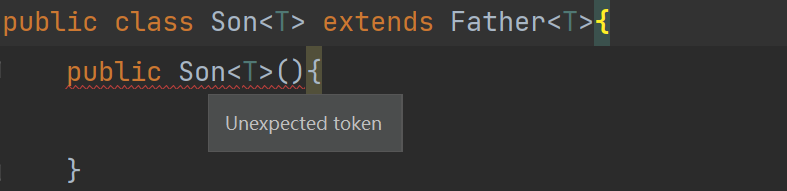 public class Son<T> extends Father<T>{
public Son<T>(){
Unexpected token
}